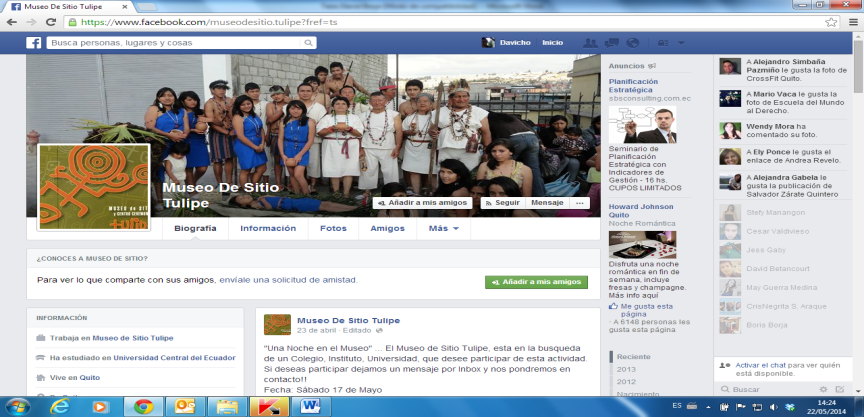 Museo De Sitio Tulipe
https://www.facebook.com/museodesitio.tulipe?fref=ts
Busca personas, lugares y cosas
Davicho
Inicio
MUSEO DE SITIO
Museo De Sitio
Tulipe
Añadir a mis amigos
Seguir
Mensaje
...
Biografía
Información
Fotos
Amigos
Más
¿CONOCES A MUSEO DE SITIO?
Para ver lo que comparte con sus amigos, envíale una solicitud de amistad.
Añadir a mis amigos
INFORMACIÓN
Trabaja en Museo de Sitio Tulipe
Ha estudiado en Universidad Central del Ecuador
Vive en Quito
Museo De Sitio Tulipe
23 de abril · Editado
"Una Noche en el Museo" ... El Museo de Sitio Tulipe, esta en la busqueda
de un Colegio, Instituto, Universidad, que desee participar de esta actividad.
Si deseas participar dejamos un mensaje por Inbox y nos pondremos en
contacto!!
Fecha: Sábado 17 de Mayo
Anuncios
Planificación
Estratégica
sbsconsulting.com.ec
Seminario de
Planificación
Estratégica con
Indicadores de
Gestión - 16 hs.
CUPOS LIMITADOS
Howard Johnson
Quito
Noche Romántica
Disfruta una noche
romántica en fin de
semana, incluye
fresas y champagne.
Más info aquí
Me gusta esta
página
· A 6148 personas les
gusta esta página
Reciente
2013
2012
Nacimiento
A Alejandro Simbaña
Pazmiño le gusta la foto de
CrossFit Quito.
A Mario Vaca le gusta la
foto de Escuela del Mundo
al Derecho.
Wendy Mora ha
comentado su foto.
A Ely Ponce le gusta el
enlace de Andrea Revelo.
A Alejandra Gabela le
gusta la publicación de
Salvador Zárate Quintero
Stefy Manangon
Cesar Valdivieso
Jess Gady
David Betancourt
May Guerra Medina
CrisNegrita S. Araque
Boris Borja
Activar el chat para ver quién
está disponible.
Buscar
ES
14:24
22/05/2014